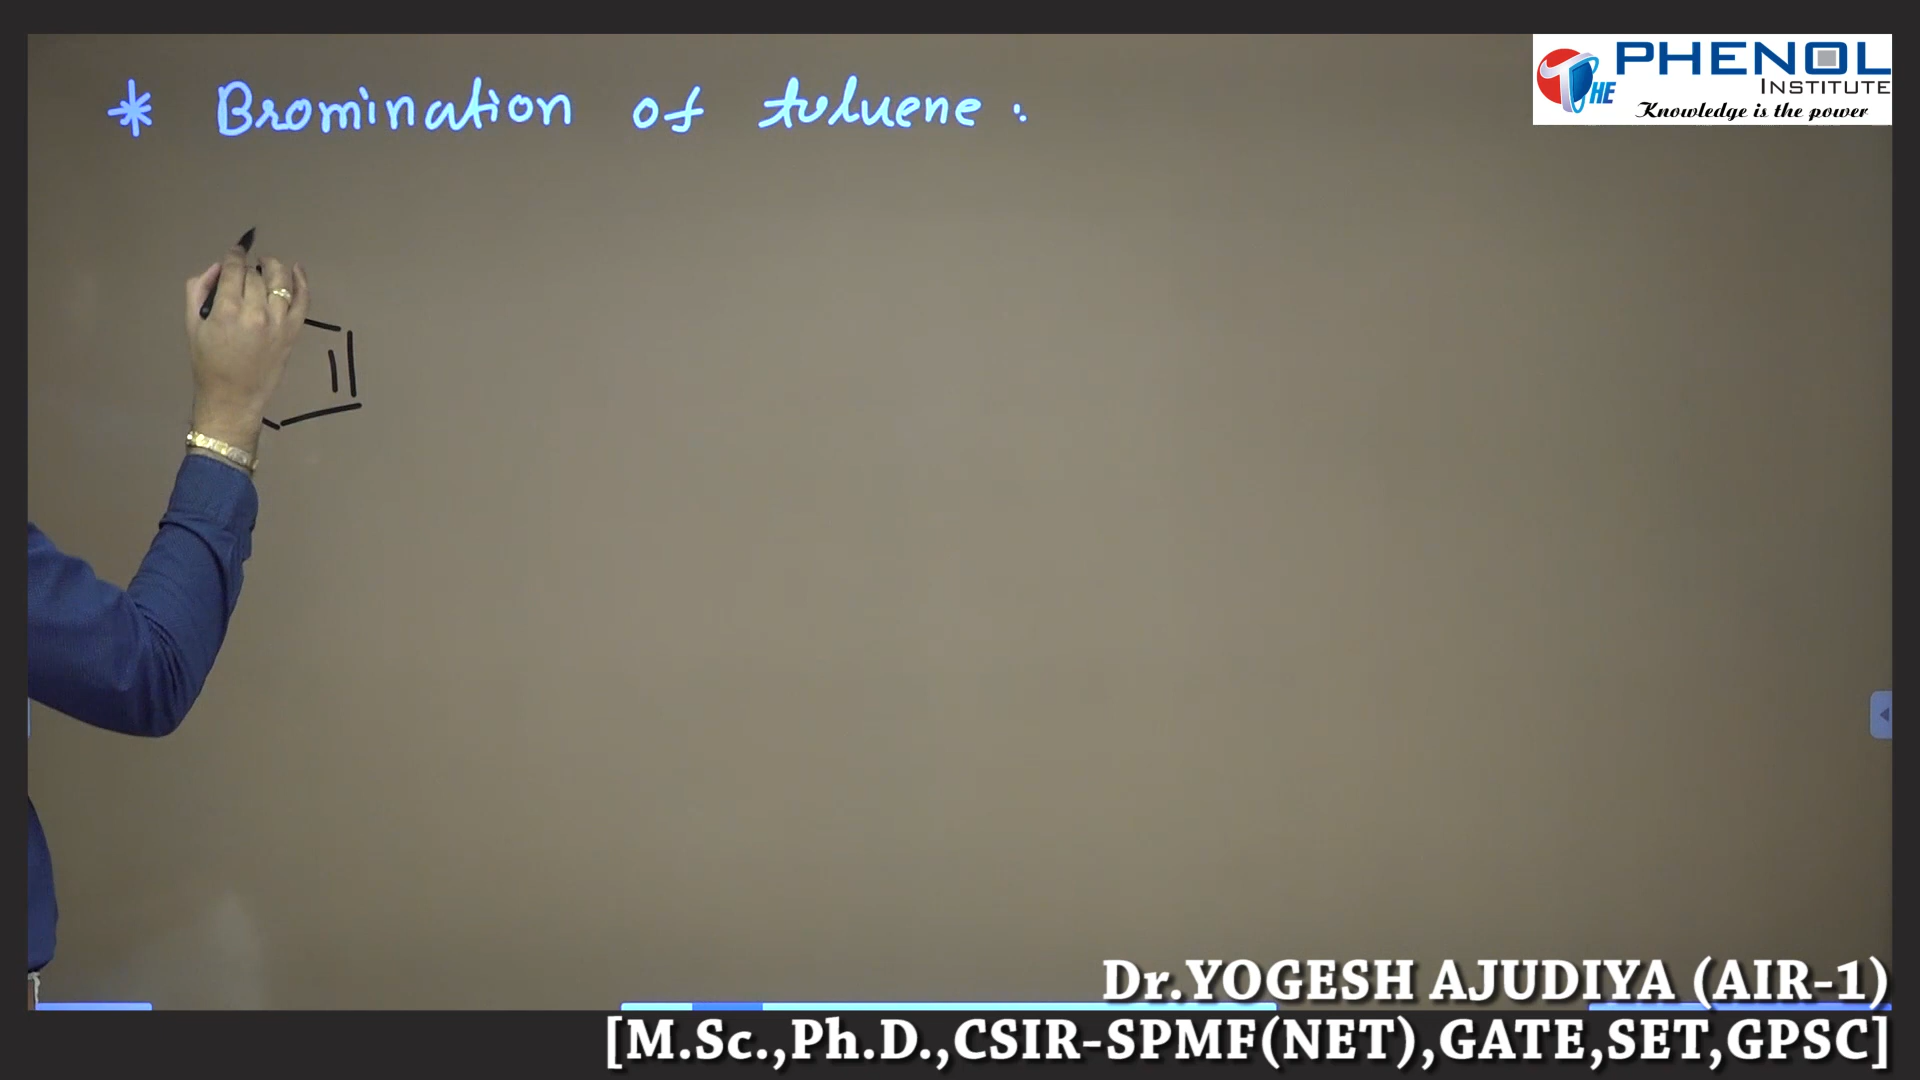 * Bromination of toluene :
THE PHENOL
INSTITUTE
Knowledge is the power
Dr.YOGESH AJUDIYA (AIR-1)
[M.Sc.,Ph.D.,CSIR-SPMF(NET),GATE,SET,GPSC]